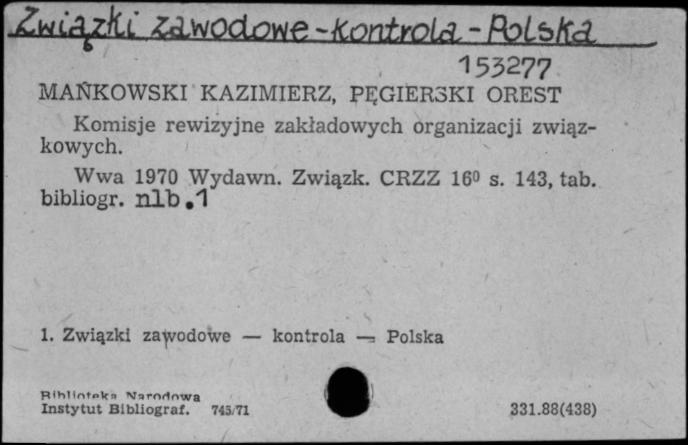 Związki zawodowe - kontrola - Polska
153277
MAŃKOWSKI KAZIMIERZ, PĘGIERSKI OREST
Komisje rewizyjne zakładowych organizacji związ-
kowych.
Wwa 1970 Wydawn. Związk. CRZZ 16⁰ s. 143, tab.
bibliogr. nlb.1
1. Związki zawodowe — kontrola — Polska
Biblioteka Narodowa
Instytut Bibliograf. 745/71
331.88(438)